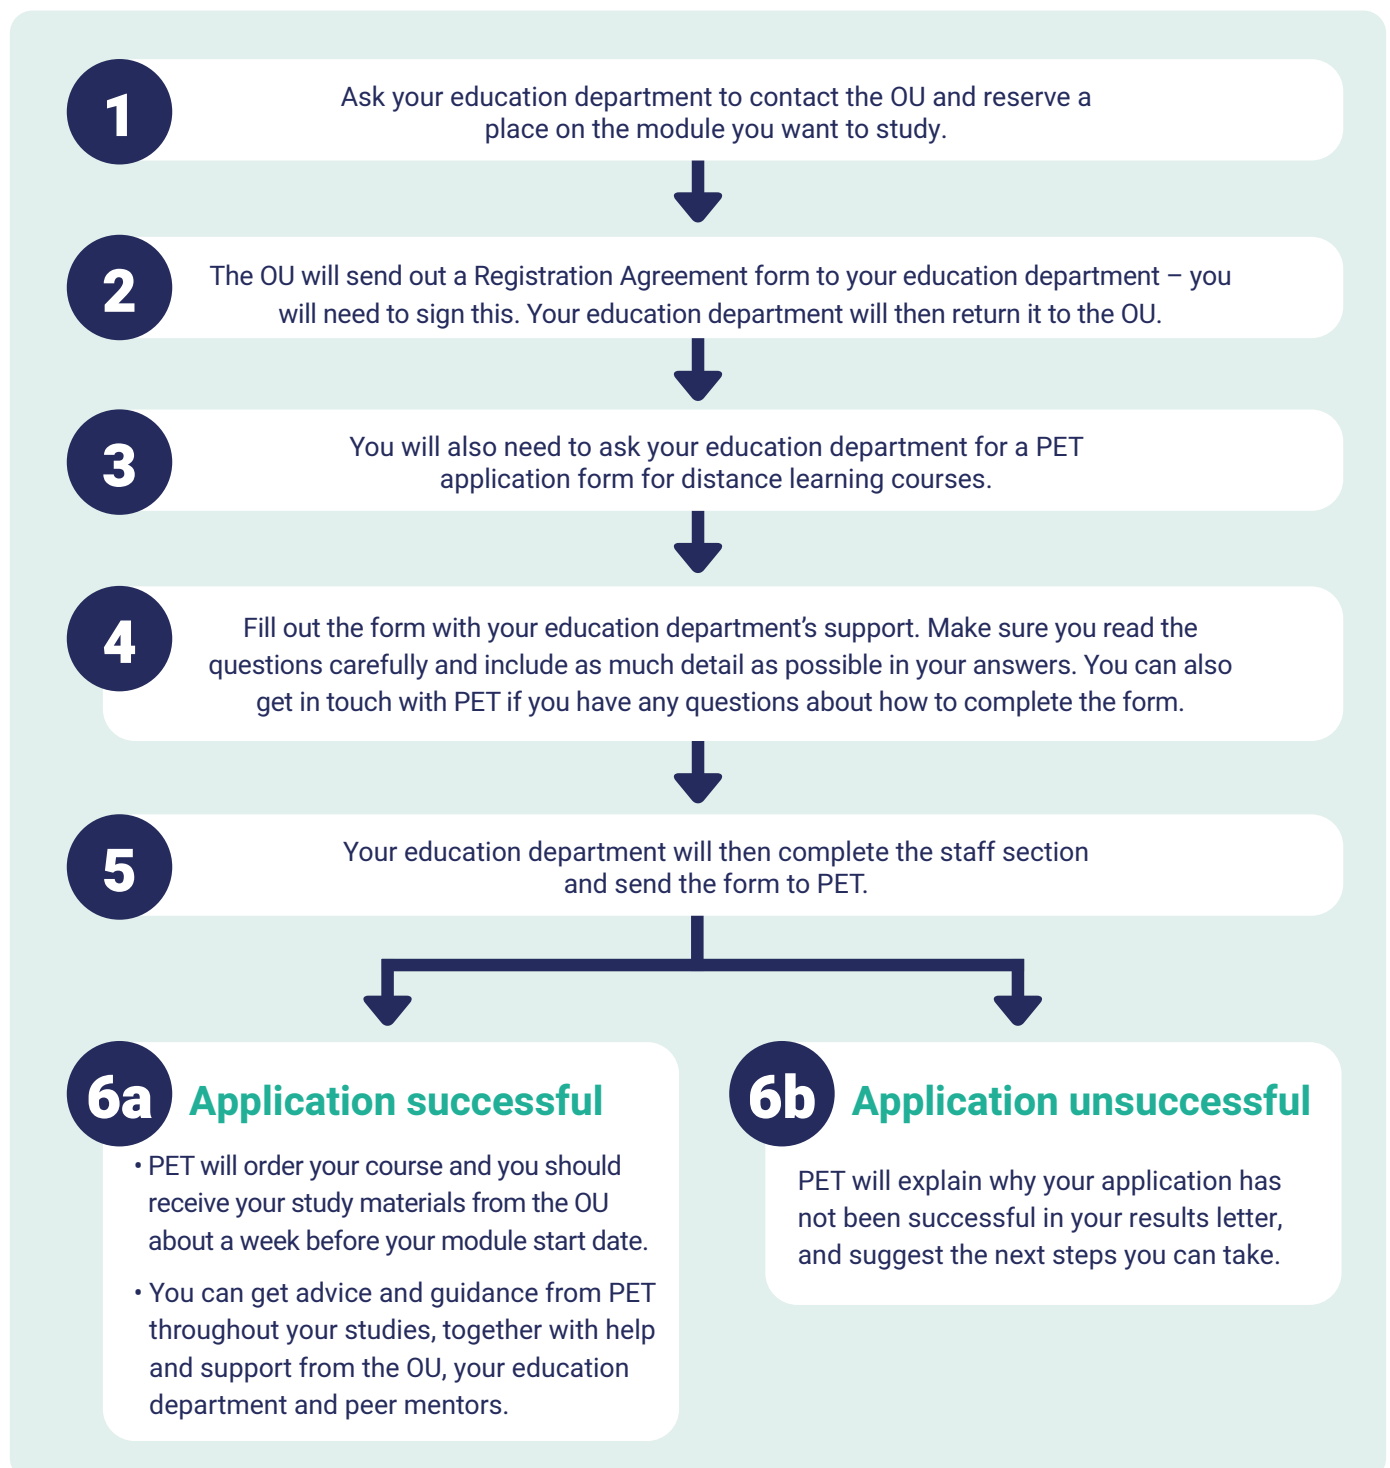 1
Ask your education department to contact the OU and reserve a
place on the module you want to study.
2
The OU will send out a Registration Agreement form to your education department – you
will need to sign this. Your education department will then return it to the OU.
3
You will also need to ask your education department for a PET
application form for distance learning courses.
4
Fill out the form with your education department’s support. Make sure you read the
questions carefully and include as much detail as possible in your answers. You can also
get in touch with PET if you have any questions about how to complete the form.
5
Your education department will then complete the staff section
and send the form to PET.
6a
Application successful
• PET will order your course and you should
receive your study materials from the OU
about a week before your module start date.
• You can get advice and guidance from PET
throughout your studies, together with help
and support from the OU, your education
department and peer mentors.
6b
Application unsuccessful
PET will explain why your application has
not been successful in your results letter,
and suggest the next steps you can take.